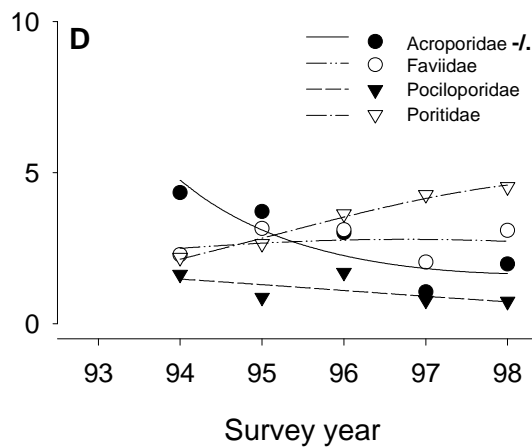 10
D
Acroporidae -/.
Faviidae
Pociloporidae
Poritidae
5
0
93 94 95 96 97 98
Survey year